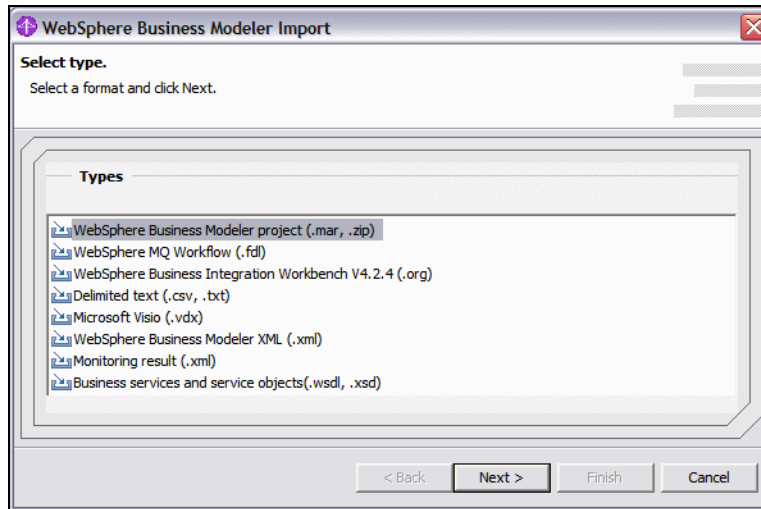 WebSphere Business Modeler Import
Select type.
Select a format and click Next.
Types
WebSphere Business Modeler project (.mar, .zip)
WebSphere MQ Workflow (.fdl)
WebSphere Business Integration Workbench V4.2.4 (.org)
Delimited text (.csv, .txt)
Microsoft Visio (.vdx)
WebSphere Business Modeler XML (.xml)
Monitoring result (.xml)
Business services and service objects(.wsdl, .xsd)
< Back Next > Finish Cancel